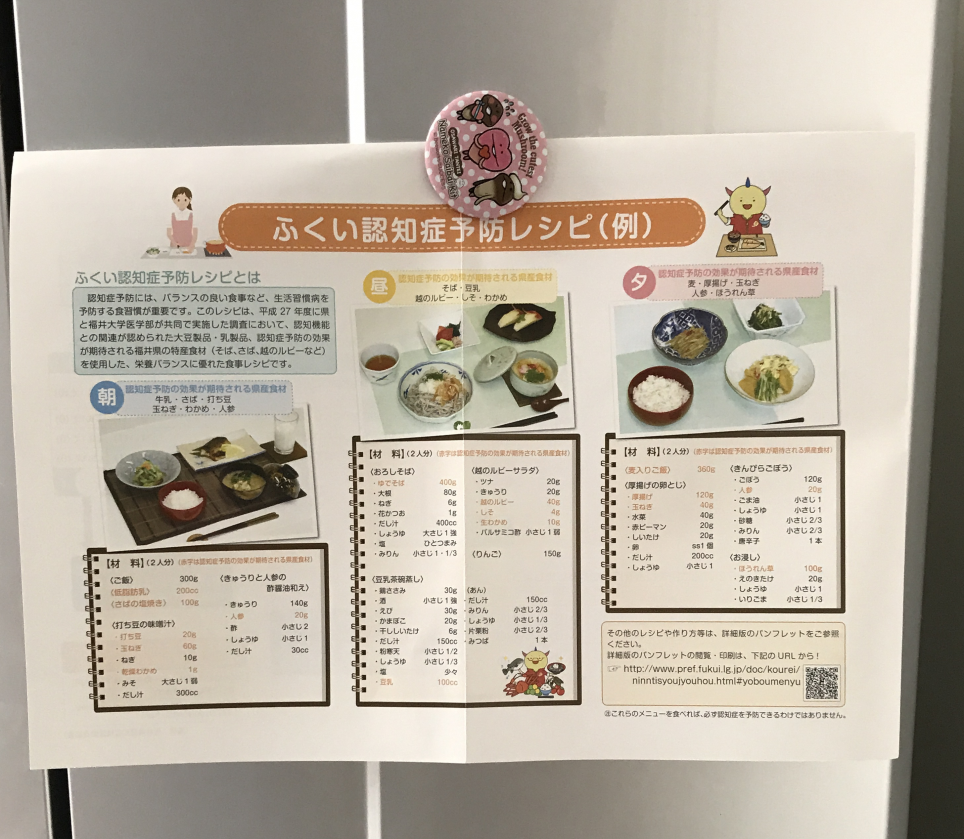 Grow the cutest
Mushroom!
ふくい認知症予防レシピ(例)
ふくい認知症予防レシピとは
認知症予防には、バランスの良い食事など、生活習慣病を
予防する食習慣が重要です。このレシピは、平成 27 年度に県
と福井大学医学部が共同で実施した調査において、認知機能
との関連が認められた大豆製品・乳製品、認知症予防の効果
が期待される福井県の特産食材(そば、さば、越のルビーなど)
を使用した、栄養バランスに優れた食事レシピです。
朝
認知症予防の効果が期待される県産食材
牛乳・さば・打ち豆
玉ねぎ・わかめ・人参
【材 料】(2人分)(赤字は認知症予防の効果が期待される県産食材)
〈ご飯〉 300g
〈低脂肪乳〉 200cc
〈さばの塩焼き〉 100g
〈打ち豆の味噌汁〉
・打ち豆 20g
・玉ねぎ 60g
・ねぎ 10g
・乾燥わかめ 1g
・みそ 大さじ1弱
・だし汁 300cc
〈きゅうりと人参の
酢醤油和え〉
・きゅうり 140g
・人参 20g
・酢 小さじ2
・しょうゆ 小さじ1
・だし汁 30cc
昼
認知症予防の効果が期待される県産食材
そば・豆乳
越のルビー・しそ・わかめ
【材 料】(2人分)(赤字は認知症予防の効果が期待される県産食材)
〈おろしそば〉
・ゆでそば 400g
・大根 80g
・ねぎ 6g
・花かつお 1g
・だし汁 400cc
・しょうゆ 大さじ1強
・塩 ひとつまみ
・みりん 小さじ1・1/3
〈越のルビーサラダ〉
・ツナ 20g
・きゅうり 20g
・越のルビー 40g
・しそ 4g
・生わかめ 10g
・バルサミコ酢 小さじ1弱
〈りんご〉 150g
〈豆乳茶碗蒸し〉
・鶏ささみ 30g
・酒 小さじ1強
・えび 30g
・かまぼこ 20g
・干ししいたけ 6g
・だし汁 150cc
・粉寒天 小さじ1/2
・しょうゆ 小さじ1/3
・塩 少々
・豆乳 100cc
〈あん〉
・だし汁 150cc
・みりん 小さじ2/3
・しょうゆ 小さじ1/3
・片栗粉 小さじ2/3
・みつば 1本
夕
認知症予防の効果が期待される県産食材
麦・厚揚げ・玉ねぎ
人参・ほうれん草
【材 料】(2人分)(赤字は認知症予防の効果が期待される県産食材)
〈麦入りご飯〉 360g
〈厚揚げの卵とじ〉
・厚揚げ 120g
・玉ねぎ 40g
・水菜 40g
・赤ピーマン 20g
・しいたけ 20g
・卵 ss1個
・だし汁 200cc
・しょうゆ 小さじ1
〈きんぴらごぼう〉
・ごぼう 120g
・人参 20g
・ごま油 小さじ1
・しょうゆ 小さじ1
・砂糖 小さじ2/3
・みりん 小さじ2/3
・唐辛子 1本
〈お浸し〉
・ほうれん草 100g
・えのきたけ 20g
・しょうゆ 小さじ1
・いりごま 小さじ1/3
その他のレシピや作り方等は、詳細版のパンフレットをご参照
ください。
詳細版のパンフレットの閲覧・印刷は、下記の URL から!
☞ http://www.pref.fukui.lg.jp/doc/kourei/
ninntisyoujyouhou.html#yoboumenyu
※これらのメニューを食べれば、必ず認知症を予防できるわけではありません。